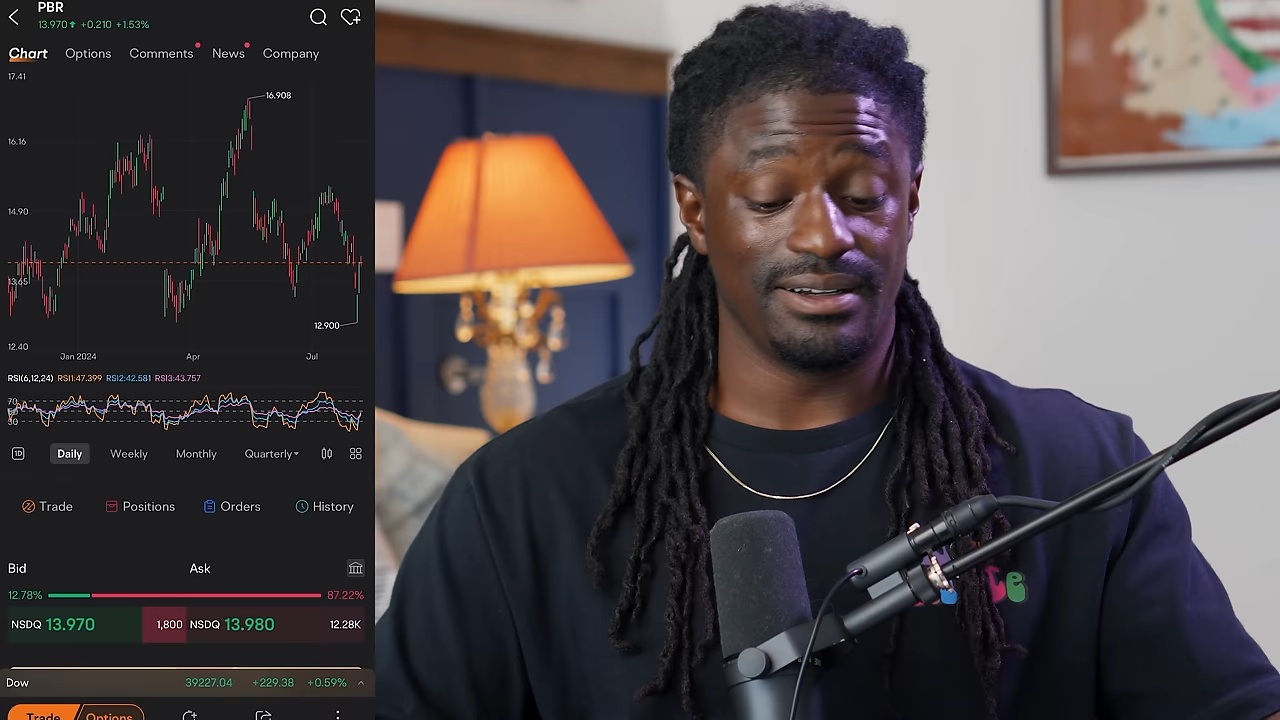 PBR
13.970 +0.210 +1.53%
Chart Options Comments News Company
17.41
16.908
16.16
14.90
13.65
12.900
12.40
Jan 2024 Apr Jul
RSI(6,12,24) RSI1:47.399 RSI2:42.581 RSI3:43.757
70
30
1D Daily Weekly Monthly Quarterly
Trade Positions Orders History
Bid Ask
12.78% 87.22%
NSDQ 13.970 1,800 NSDQ 13.980 12.28K
Dow 39227.04 +229.38 +0.59%
Trade Options